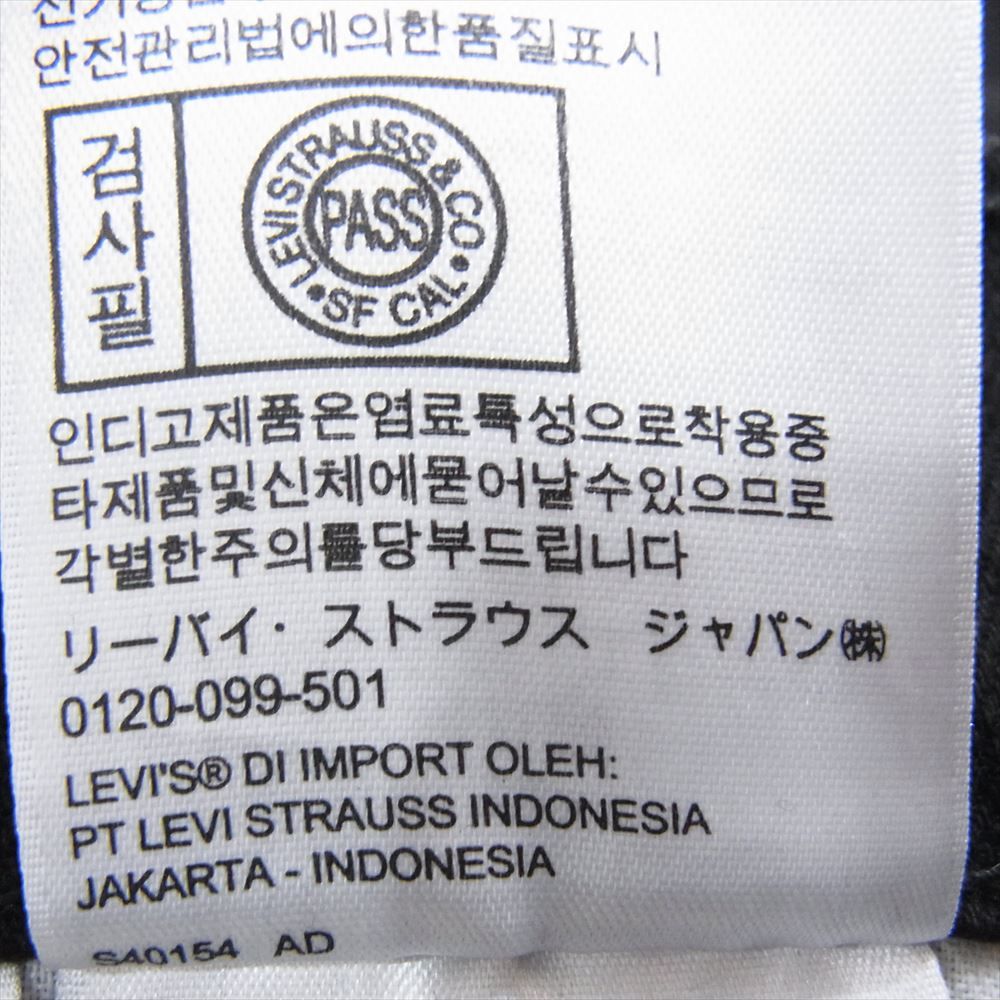 안전관리법에의한품질표시
검사필
LEVI STRAUSS & CO • SF CAL •
PASS
인디고제품은염료특성으로착용중
타제품및신체에묻어날수있으므로
각별한주의를당부드립니다
リーバイ・ストラウス ジャパン㈱
0120-099-501
LEVI'S® DI IMPORT OLEH:
PT LEVI STRAUSS INDONESIA
JAKARTA - INDONESIA
S40154 AD